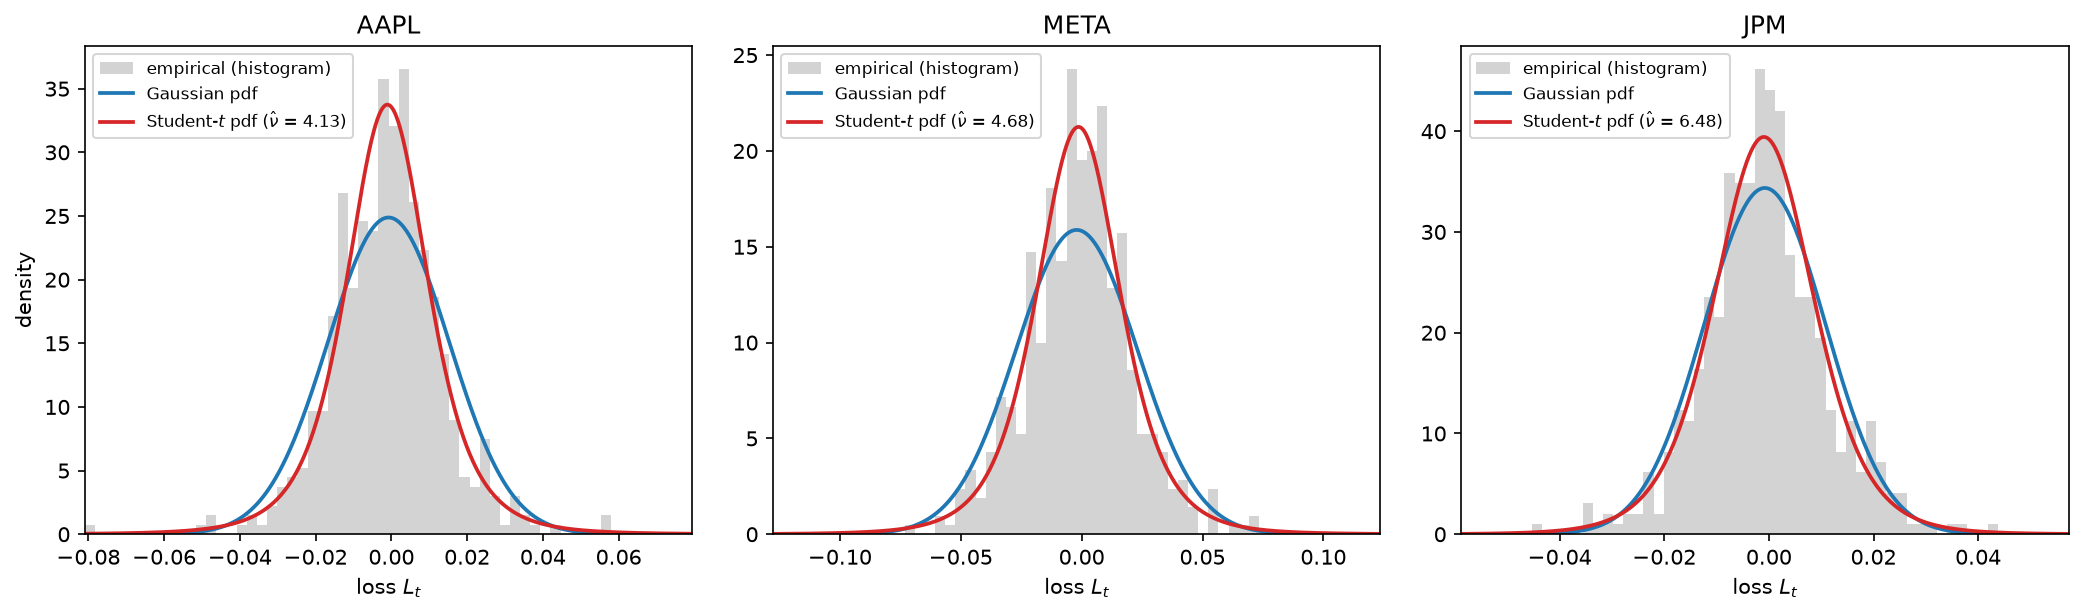 AAPL
empirical (histogram)
Gaussian pdf
Student-t pdf (ν̂ = 4.13)
density
35
30
25
20
15
10
5
0
−0.08 −0.06 −0.04 −0.02 0.00 0.02 0.04 0.06
loss Lₜ
META
empirical (histogram)
Gaussian pdf
Student-t pdf (ν̂ = 4.68)
25
20
15
10
5
0
−0.10 −0.05 0.00 0.05 0.10
loss Lₜ
JPM
empirical (histogram)
Gaussian pdf
Student-t pdf (ν̂ = 6.48)
40
30
20
10
0
−0.04 −0.02 0.00 0.02 0.04
loss Lₜ